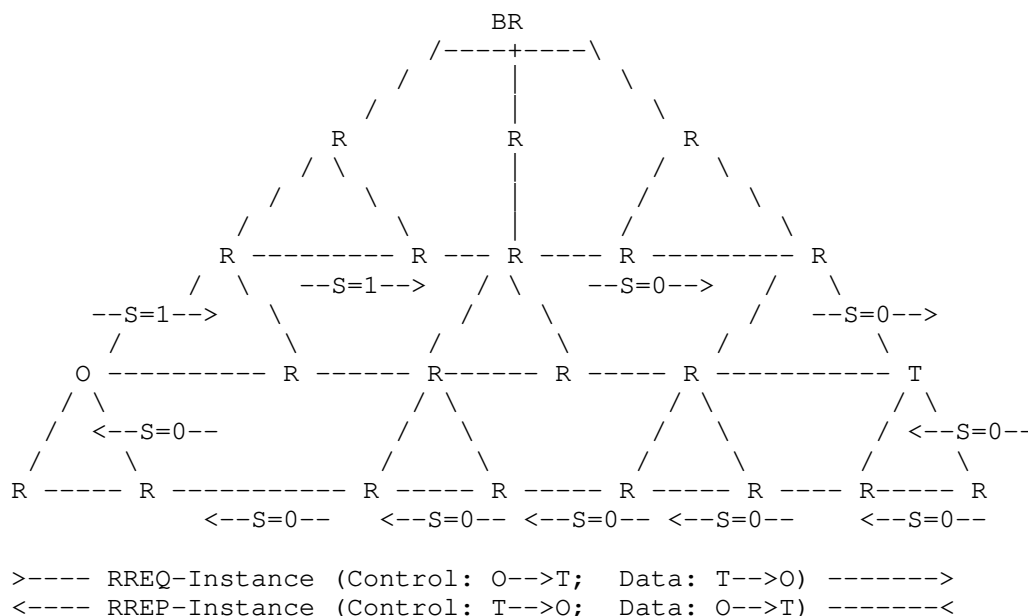 BR
R R R
R R R R R
--S=1--> --S=0-->
--S=1--> --S=0-->
O R R R R T
<--S=0-- <--S=0--
R R R R R R R R
<--S=0-- <--S=0-- <--S=0-- <--S=0-- <--S=0--
>---- RREQ-Instance (Control: O-->T; Data: T-->O) ------->
<---- RREP-Instance (Control: T-->O; Data: O-->T) -------<